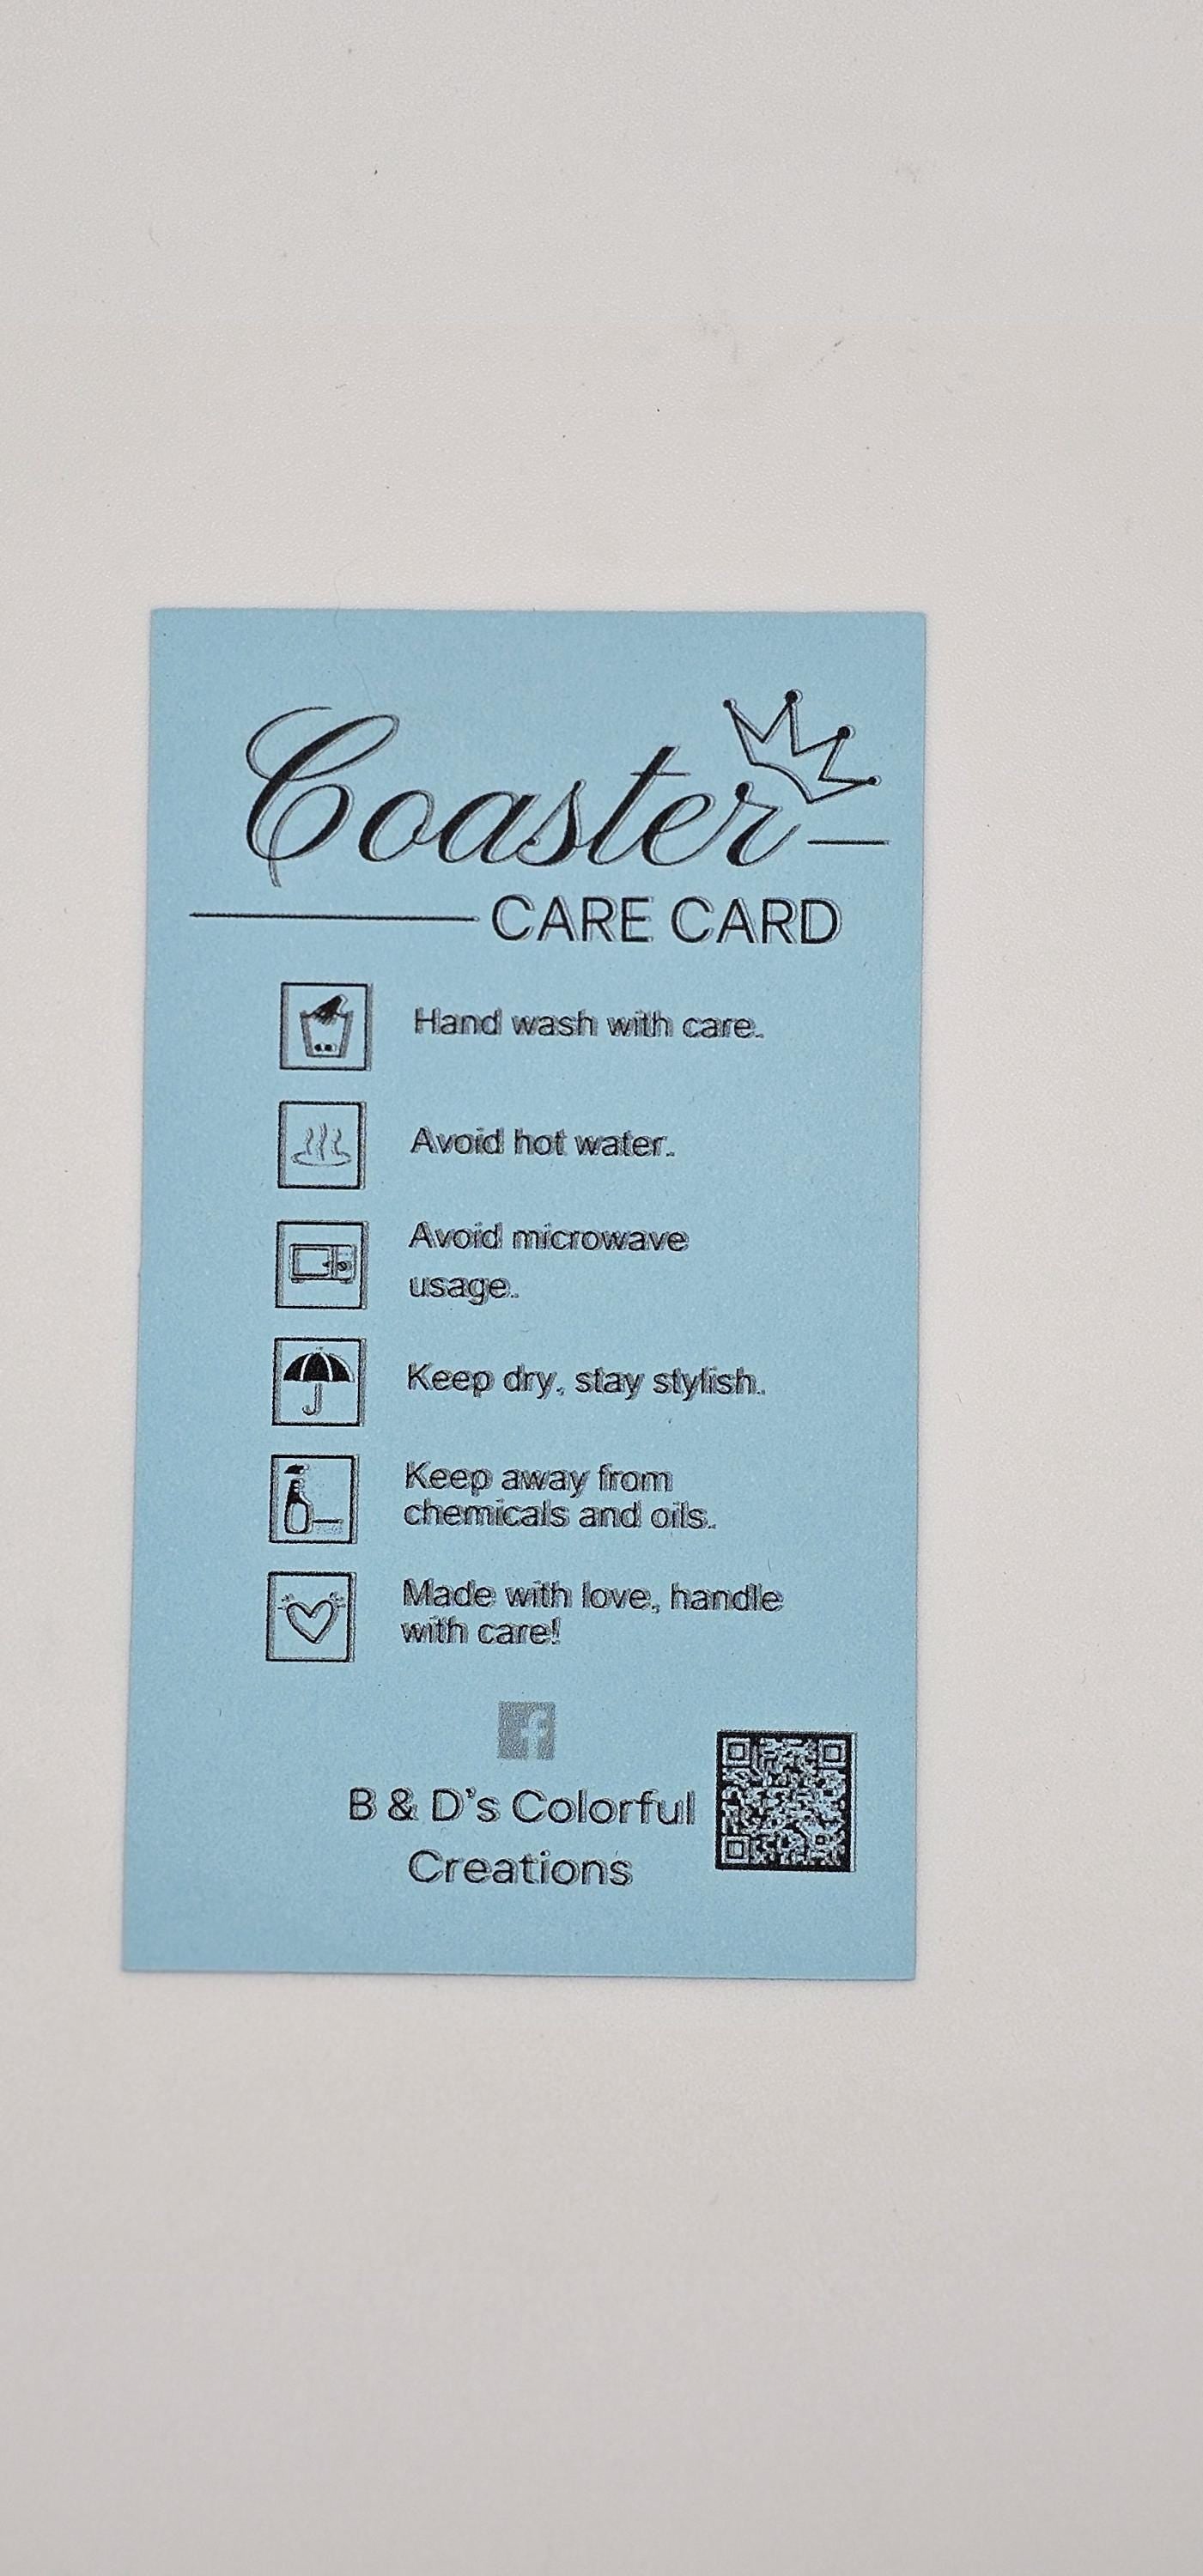 Coaster
CARE CARD
Hand wash with care.
Avoid hot water.
Avoid microwave
usage.
Keep dry, stay stylish.
Keep away from
chemicals and oils.
Made with love, handle
with care!
f
B & D's Colorful
Creations